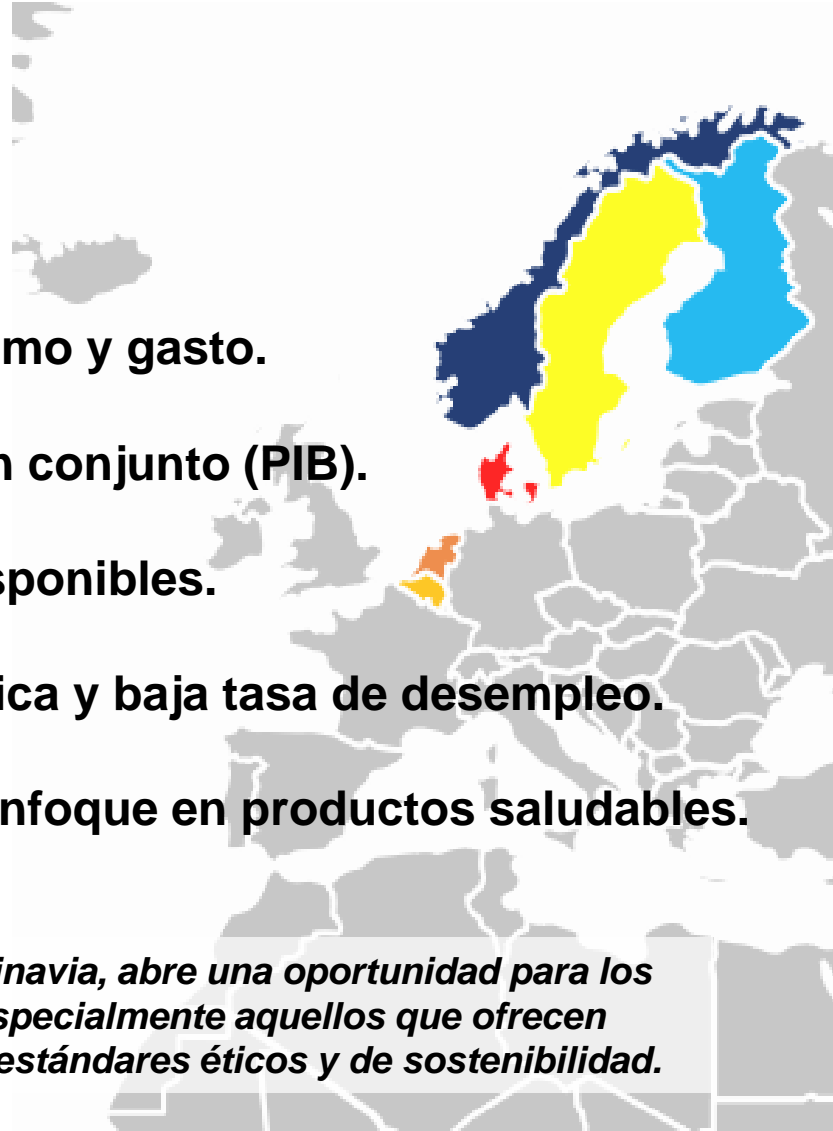 mo y gasto.
n conjunto (PIB).
sponibles.
ica y baja tasa de desempleo.
nfoque en productos saludables.
inavia, abre una oportunidad para los
specialmente aquellos que ofrecen
estándares éticos y de sostenibilidad.